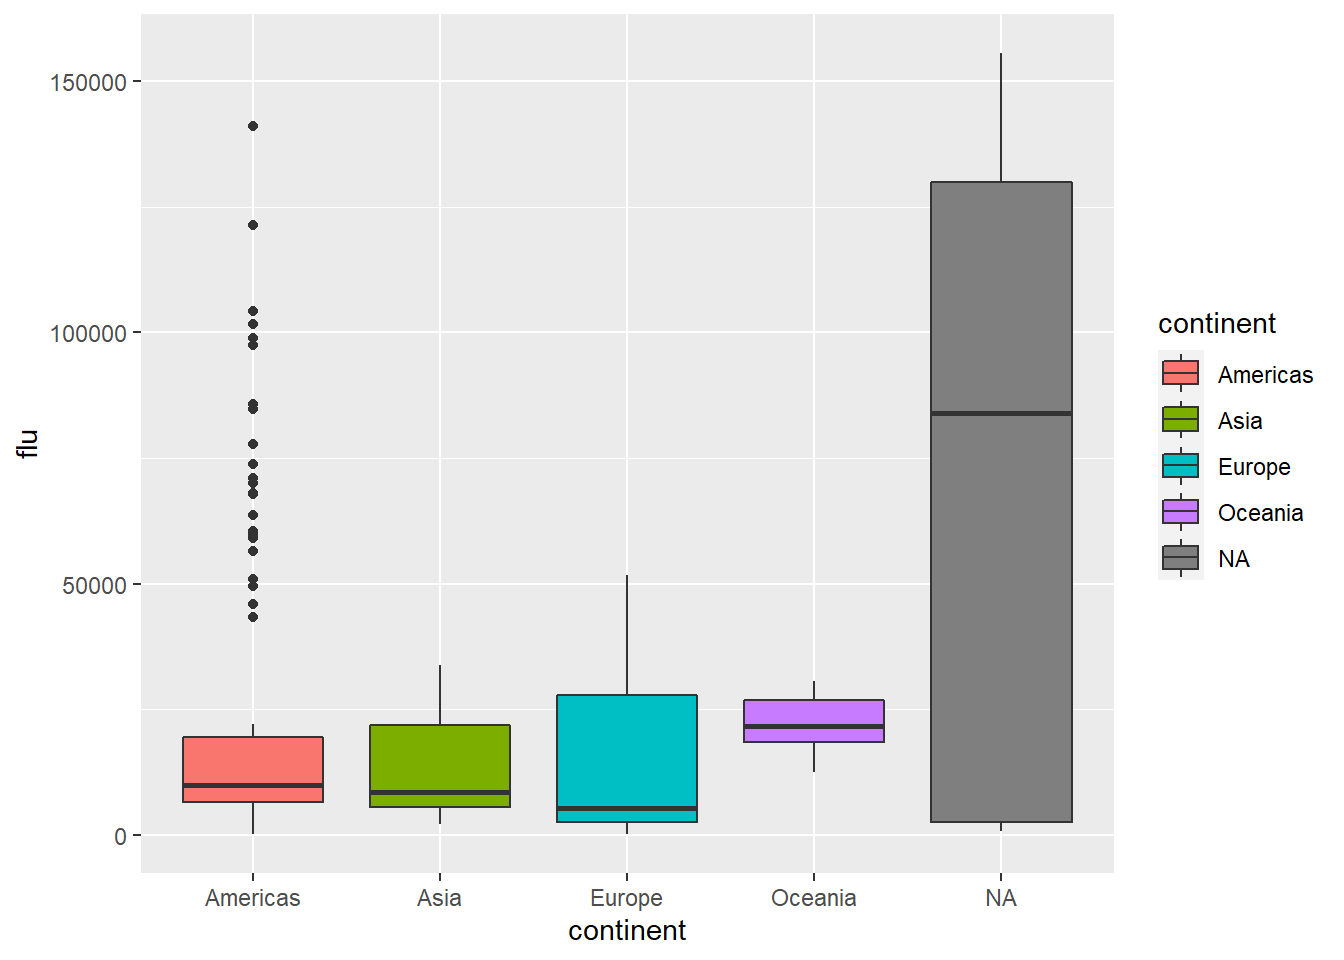 150000
100000
50000
0
flu
Americas
Asia
Europe
Oceania
NA
continent
continent
Americas
Asia
Europe
Oceania
NA